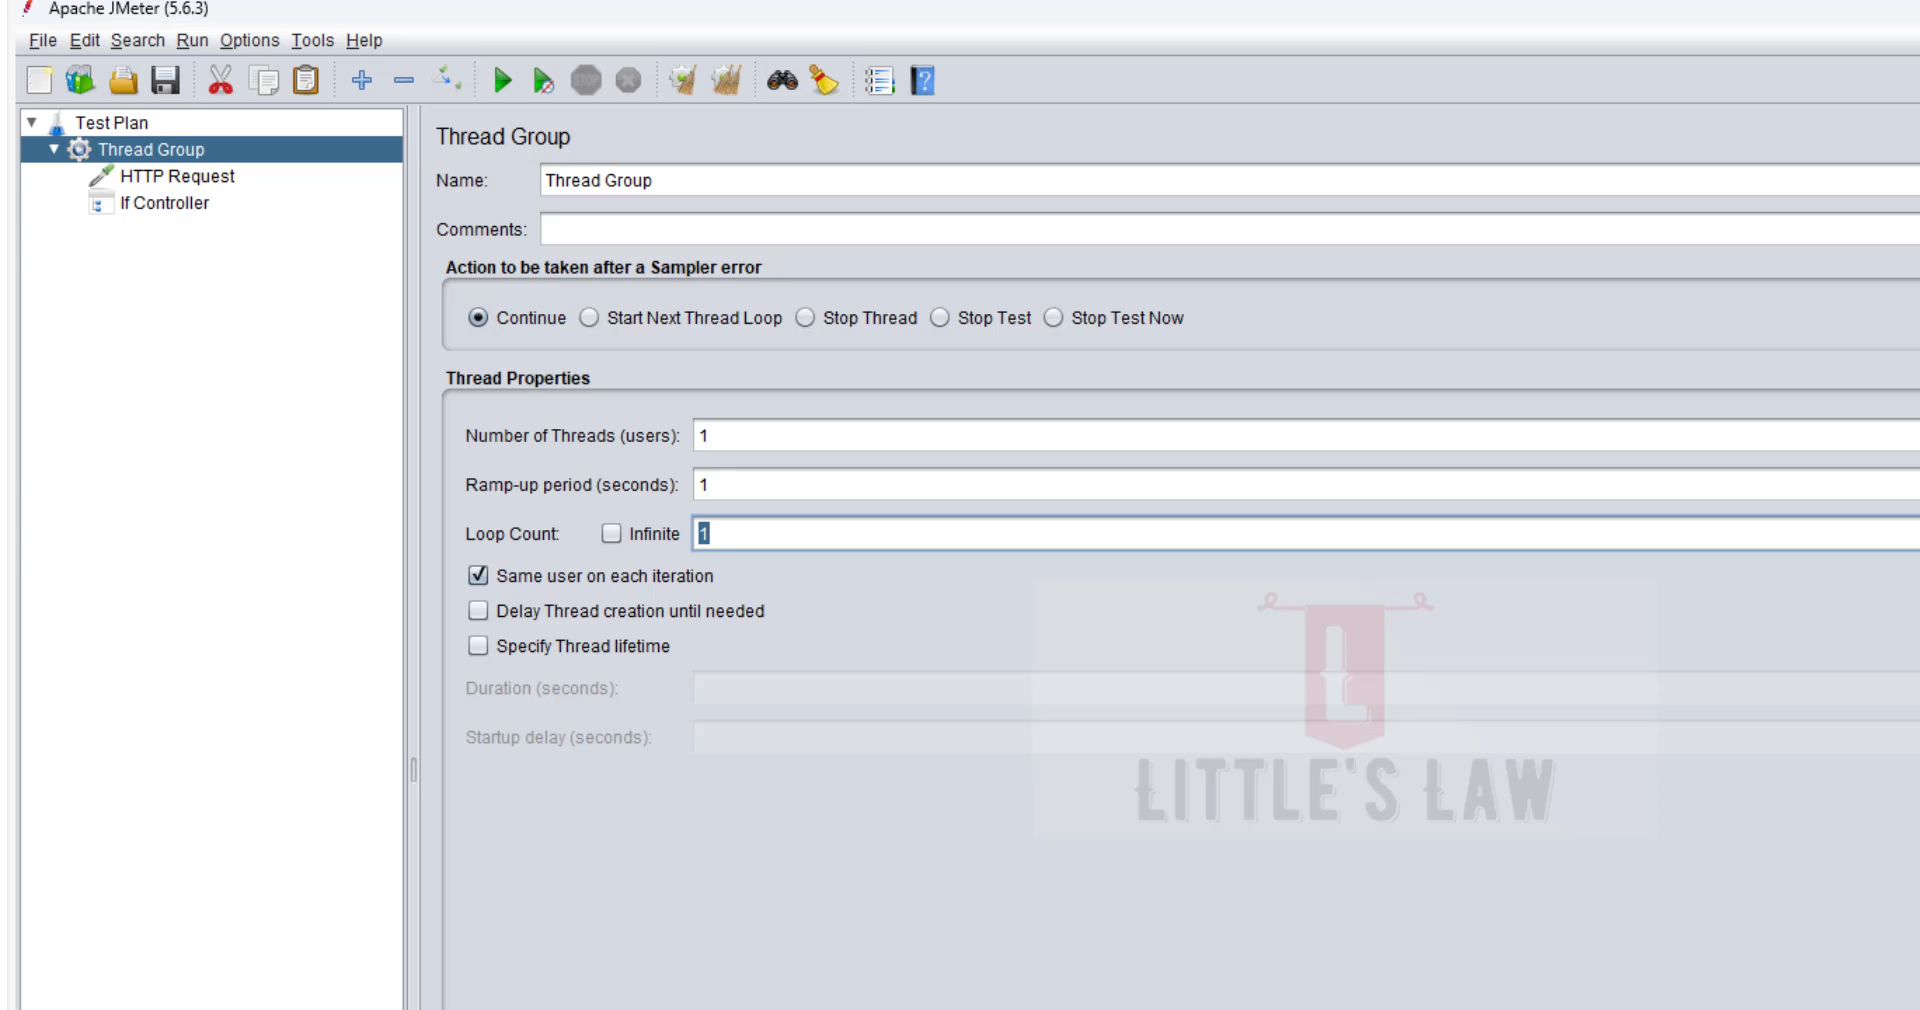 Apache JMeter (5.6.3)
File Edit Search Run Options Tools Help
STOP
Test Plan
Thread Group
HTTP Request
If Controller
Thread Group
Name: Thread Group
Comments:
Action to be taken after a Sampler error
Continue Start Next Thread Loop Stop Thread Stop Test Stop Test Now
Thread Properties
Number of Threads (users): 1
Ramp-up period (seconds): 1
Loop Count: Infinite 1
Same user on each iteration
Delay Thread creation until needed
Specify Thread lifetime
Duration (seconds):
Startup delay (seconds):
L
LITTLE'S LAW